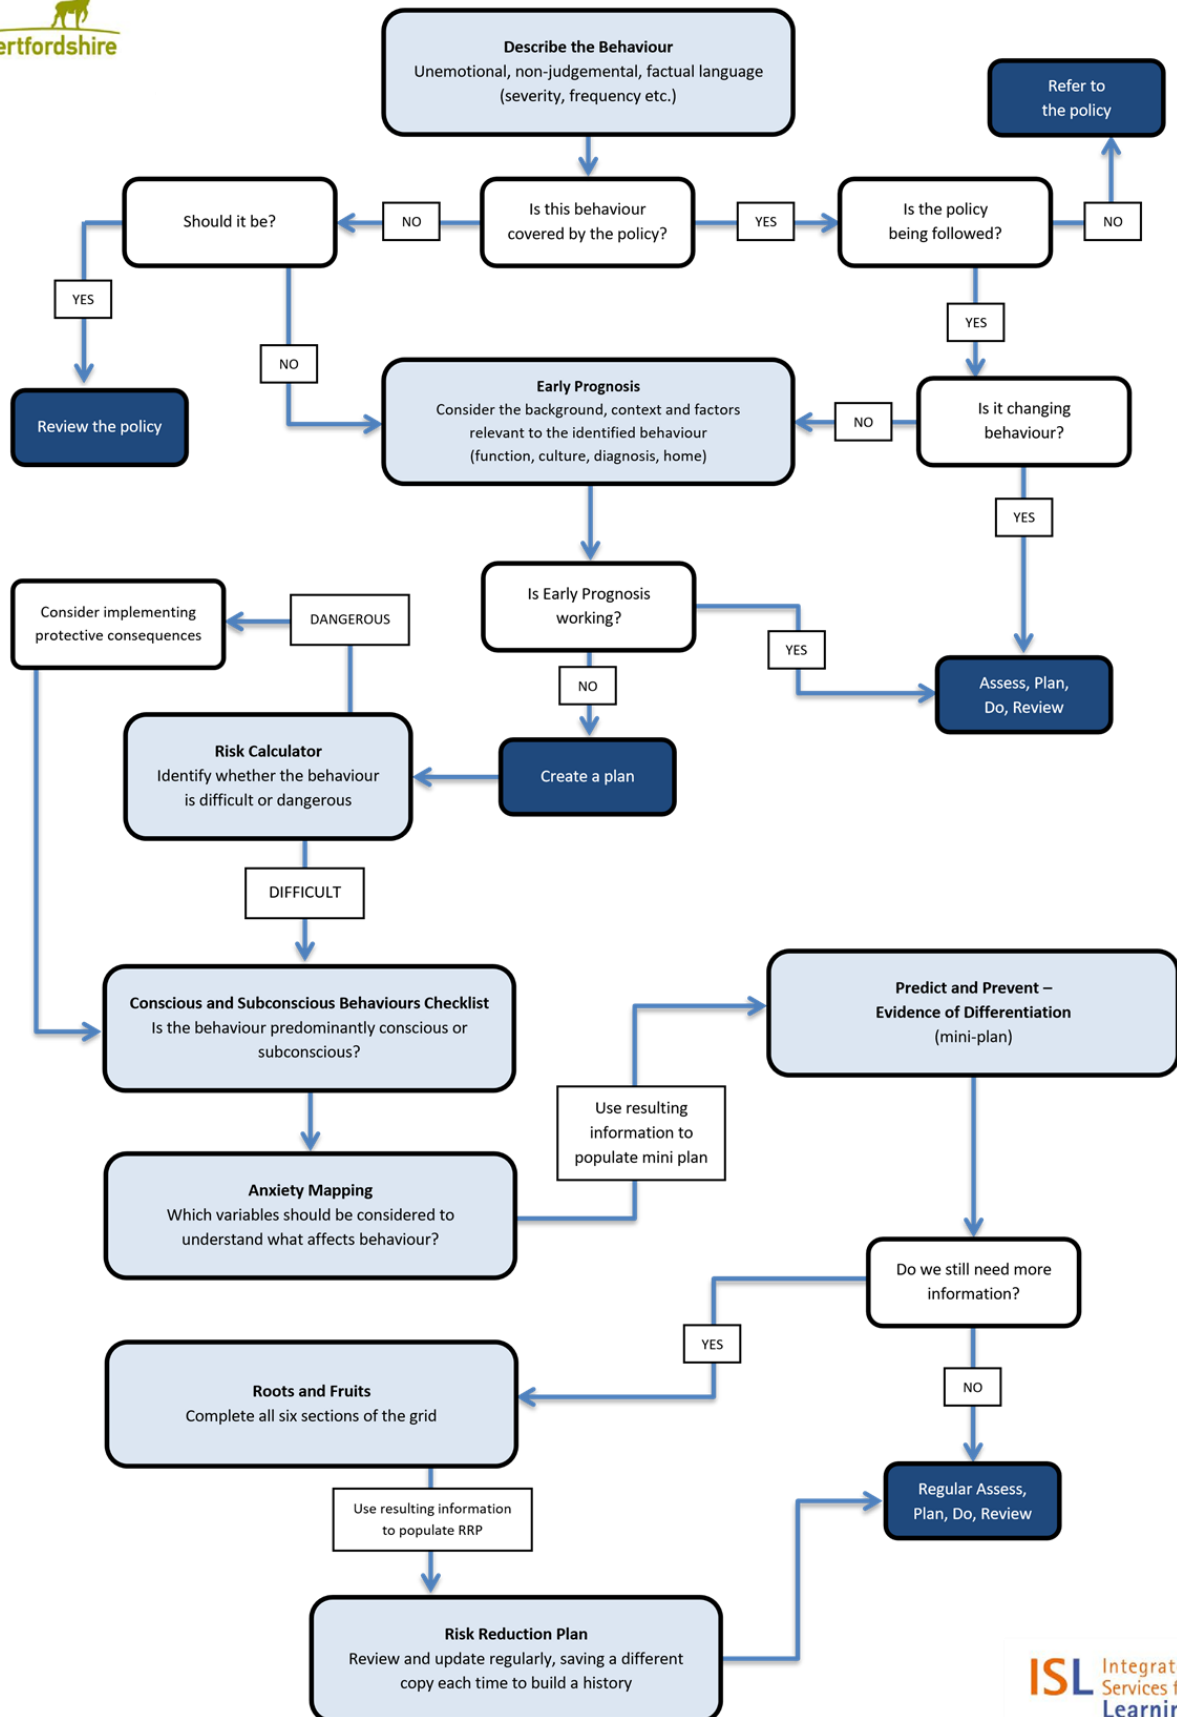 ertfordshire
Describe the Behaviour
Unemotional, non-judgemental, factual language
(severity, frequency etc.)
Refer to
the policy
Should it be?
NO
Is this behaviour
covered by the policy?
YES
Is the policy
being followed?
NO
YES
YES
NO
Review the policy
Early Prognosis
Consider the background, context and factors
relevant to the identified behaviour
(function, culture, diagnosis, home)
NO
Is it changing
behaviour?
YES
Consider implementing
protective consequences
DANGEROUS
Is Early Prognosis
working?
YES
NO
Assess, Plan,
Do, Review
Risk Calculator
Identify whether the behaviour
is difficult or dangerous
Create a plan
DIFFICULT
Conscious and Subconscious Behaviours Checklist
Is the behaviour predominantly conscious or
subconscious?
Predict and Prevent –
Evidence of Differentiation
(mini-plan)
Use resulting
information to
populate mini plan
Anxiety Mapping
Which variables should be considered to
understand what affects behaviour?
Do we still need more
information?
YES
NO
Roots and Fruits
Complete all six sections of the grid
Use resulting information
to populate RRP
Regular Assess,
Plan, Do, Review
Risk Reduction Plan
Review and update regularly, saving a different
copy each time to build a history
ISL
Integrate
Services f
Learnin